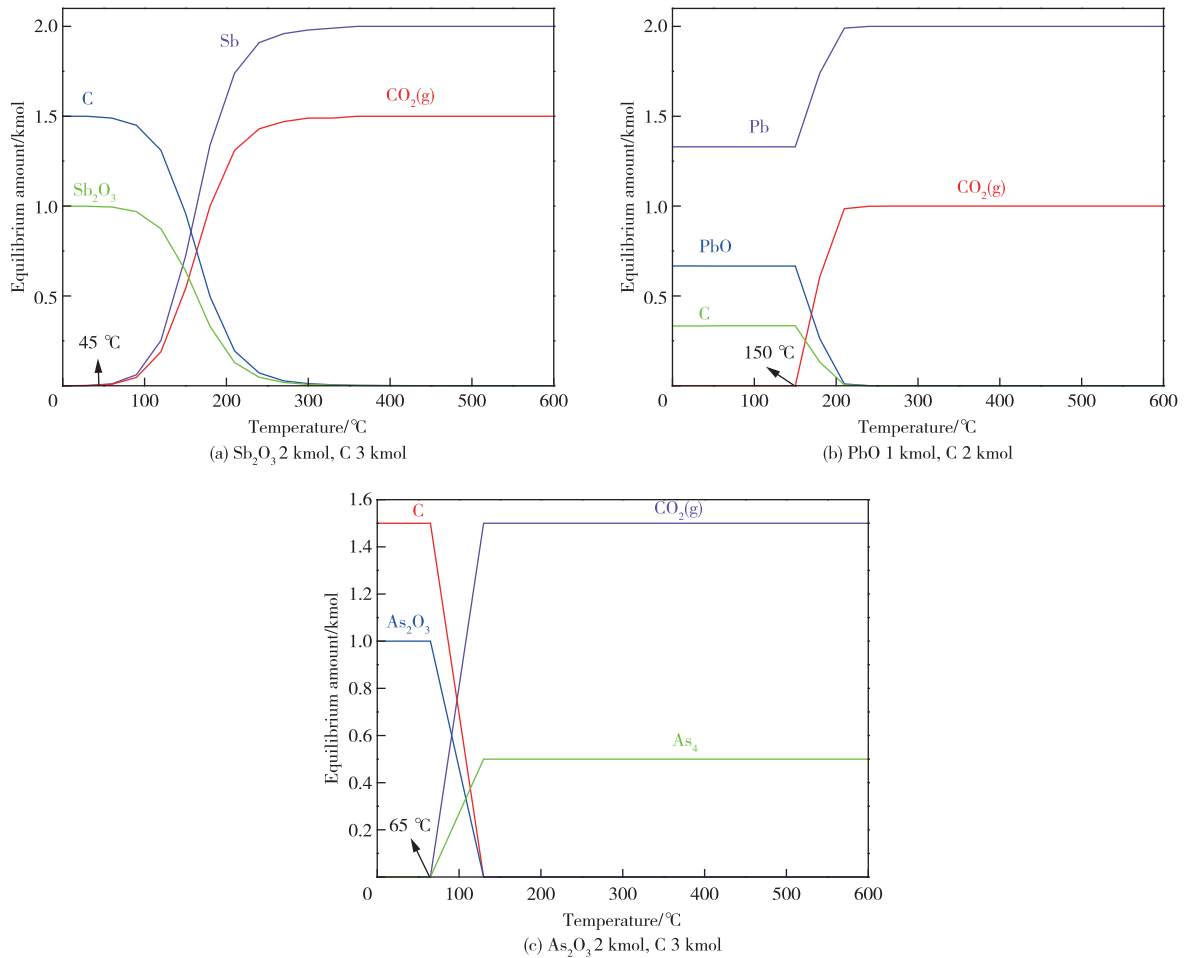 2.0
1.5
1.0
0.5
0
100
200
300
400
500
600
Equilibrium amount/kmol
Temperature/℃
Sb
C
CO₂(g)
Sb₂O₃
45 ℃
(a) Sb₂O₃ 2 kmol, C 3 kmol
2.0
1.5
1.0
0.5
0
100
200
300
400
500
600
Equilibrium amount/kmol
Temperature/℃
Pb
CO₂(g)
PbO
C
150 ℃
(b) PbO 1 kmol, C 2 kmol
1.6
1.4
1.2
1.0
0.8
0.6
0.4
0.2
0
100
200
300
400
500
600
Equilibrium amount/kmol
Temperature/℃
C
CO₂(g)
As₂O₃
As₄
65 ℃
(c) As₂O₃ 2 kmol, C 3 kmol